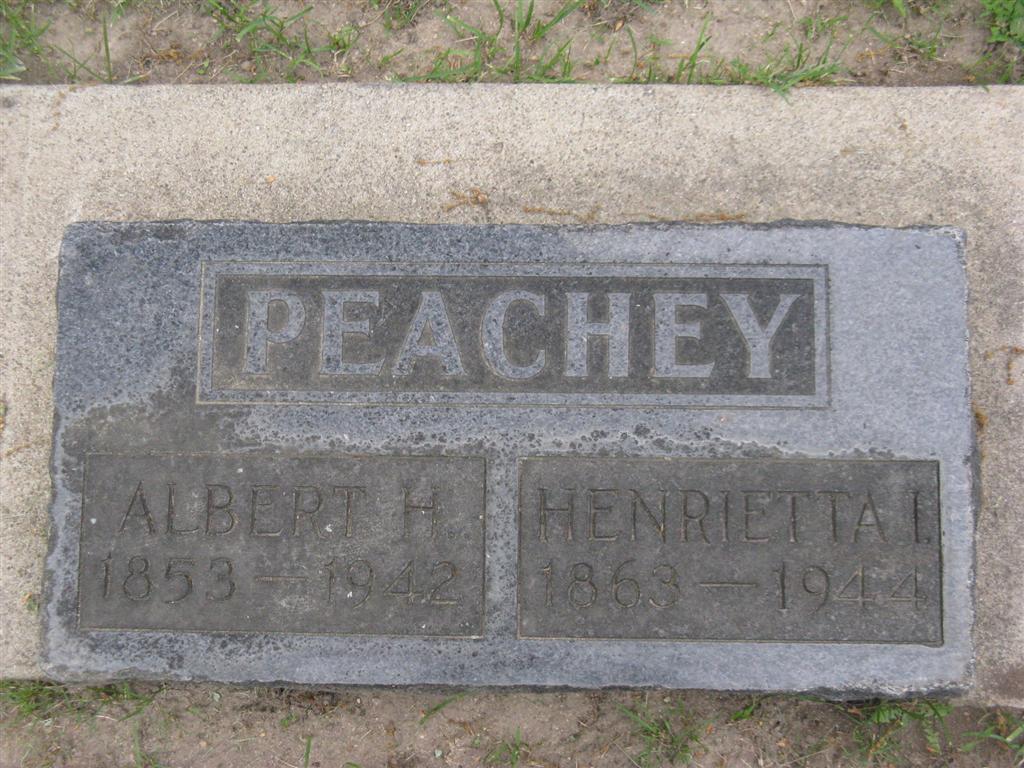 PEACHEY
ALBERT H.
1853 — 1942
HENRIETTA I.
1863 — 1944